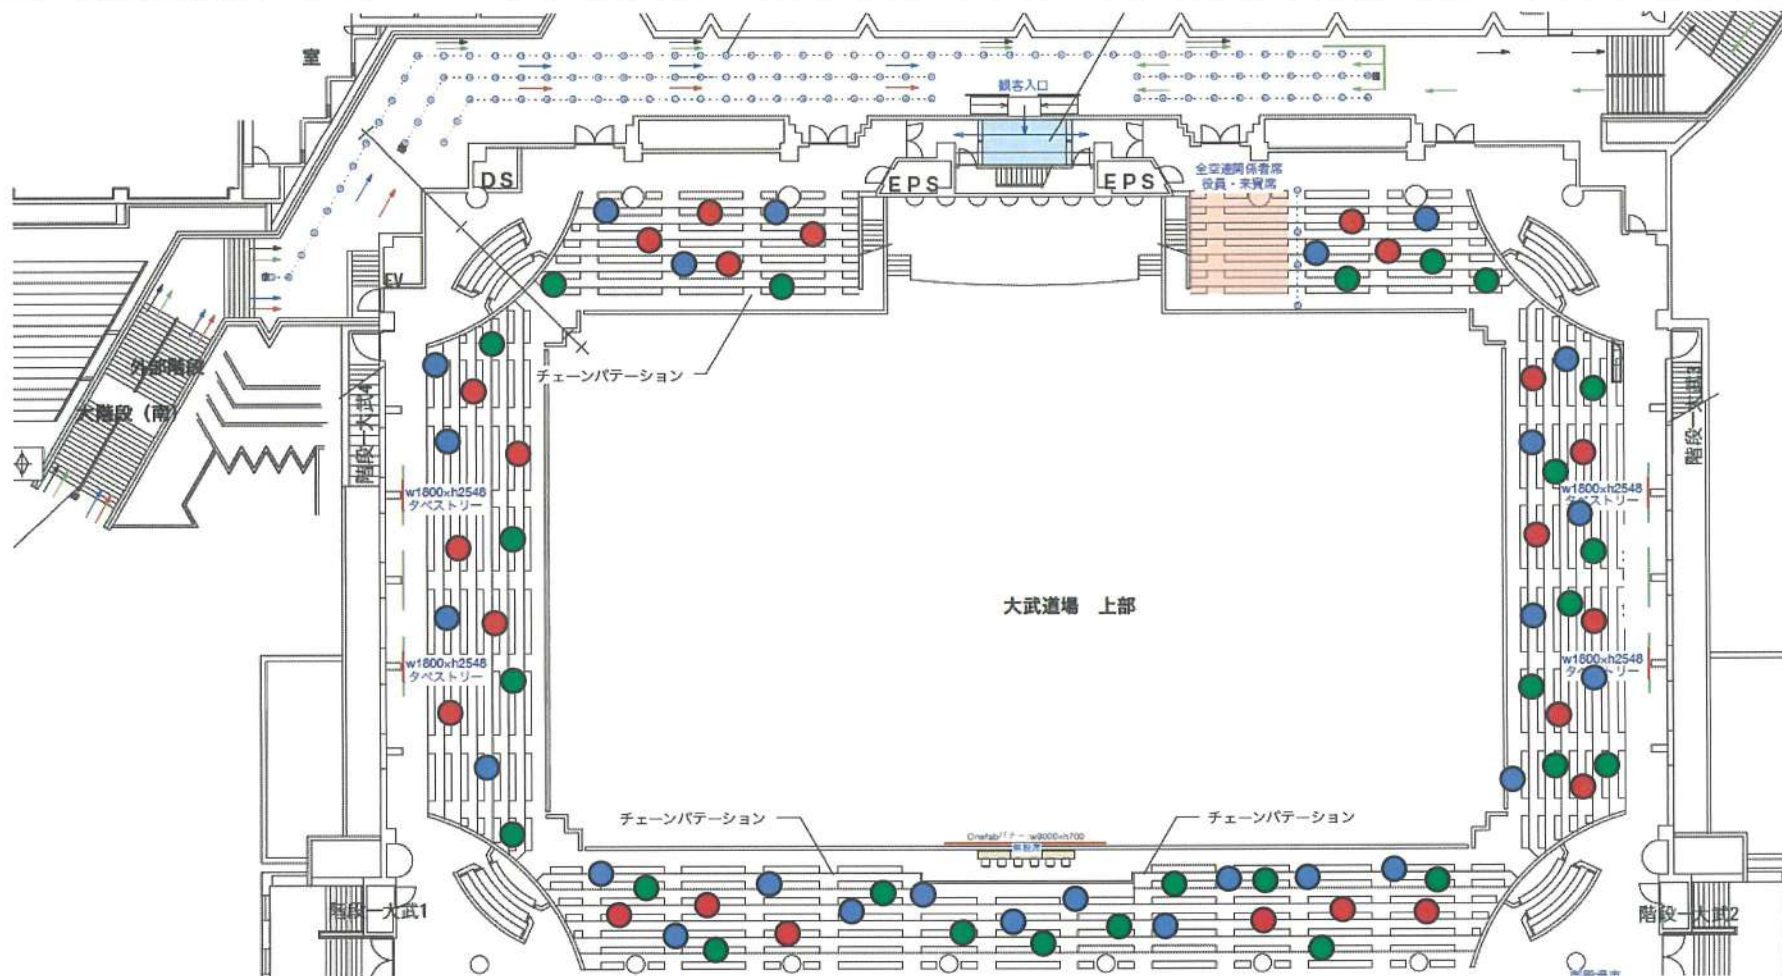 室
観客入口
DS
EPS
EPS
全空連関係者席
役員・来賓席
EV
外部階段
大階段（南）
チェーンパテーション
階段ー大武4
階段ー大武3
w1800×h2548
タペストリー
w1800×h2548
タペストリー
大武道場　上部
w1800×h2548
タペストリー
w1800×h2548
タペストリー
チェーンパテーション
チェーンパテーション
階段ー大武1
階段ー大武2